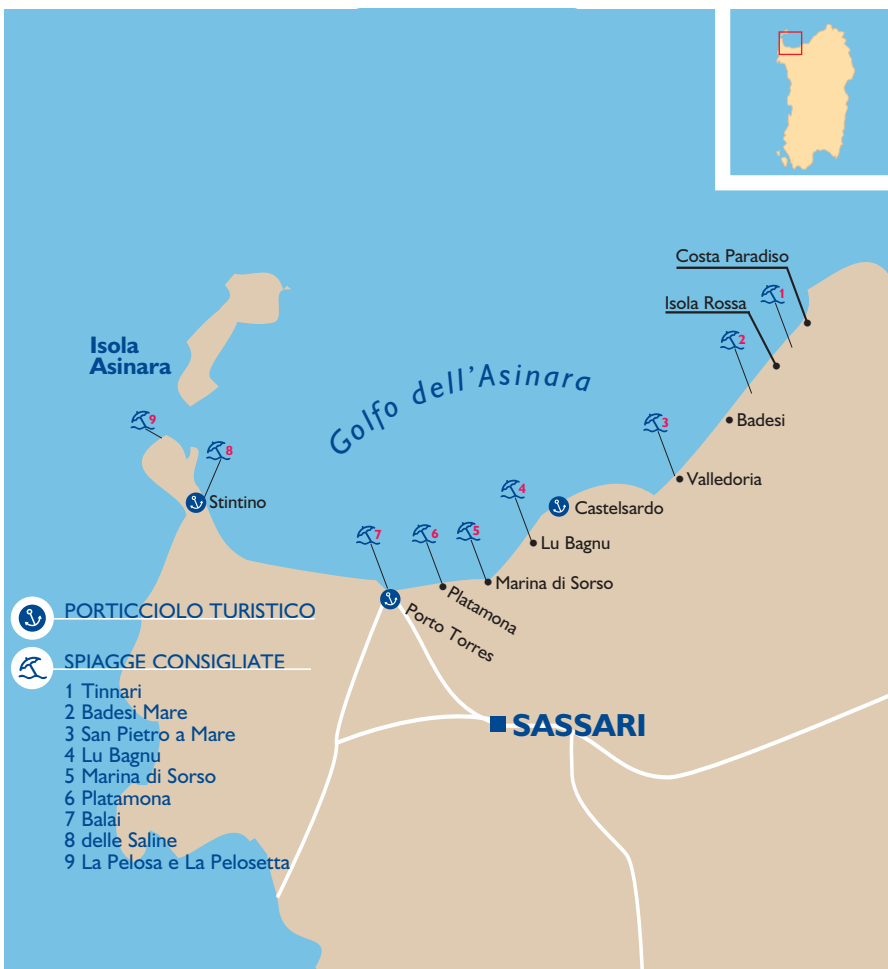 Costa Paradiso
1
Isola Rossa
2
Isola
Asinara
Golfo dell'Asinara
9
3
Badesi
8
Valledoria
Stintino
4
Castelsardo
7
6
5
Lu Bagnu
Marina di Sorso
Platamona
Porto Torres
PORTICCIOLO TURISTICO
SPIAGGE CONSIGLIATE
1 Tinnari
2 Badesi Mare
3 San Pietro a Mare
4 Lu Bagnu
5 Marina di Sorso
6 Platamona
7 Balai
8 delle Saline
9 La Pelosa e La Pelosetta
SASSARI